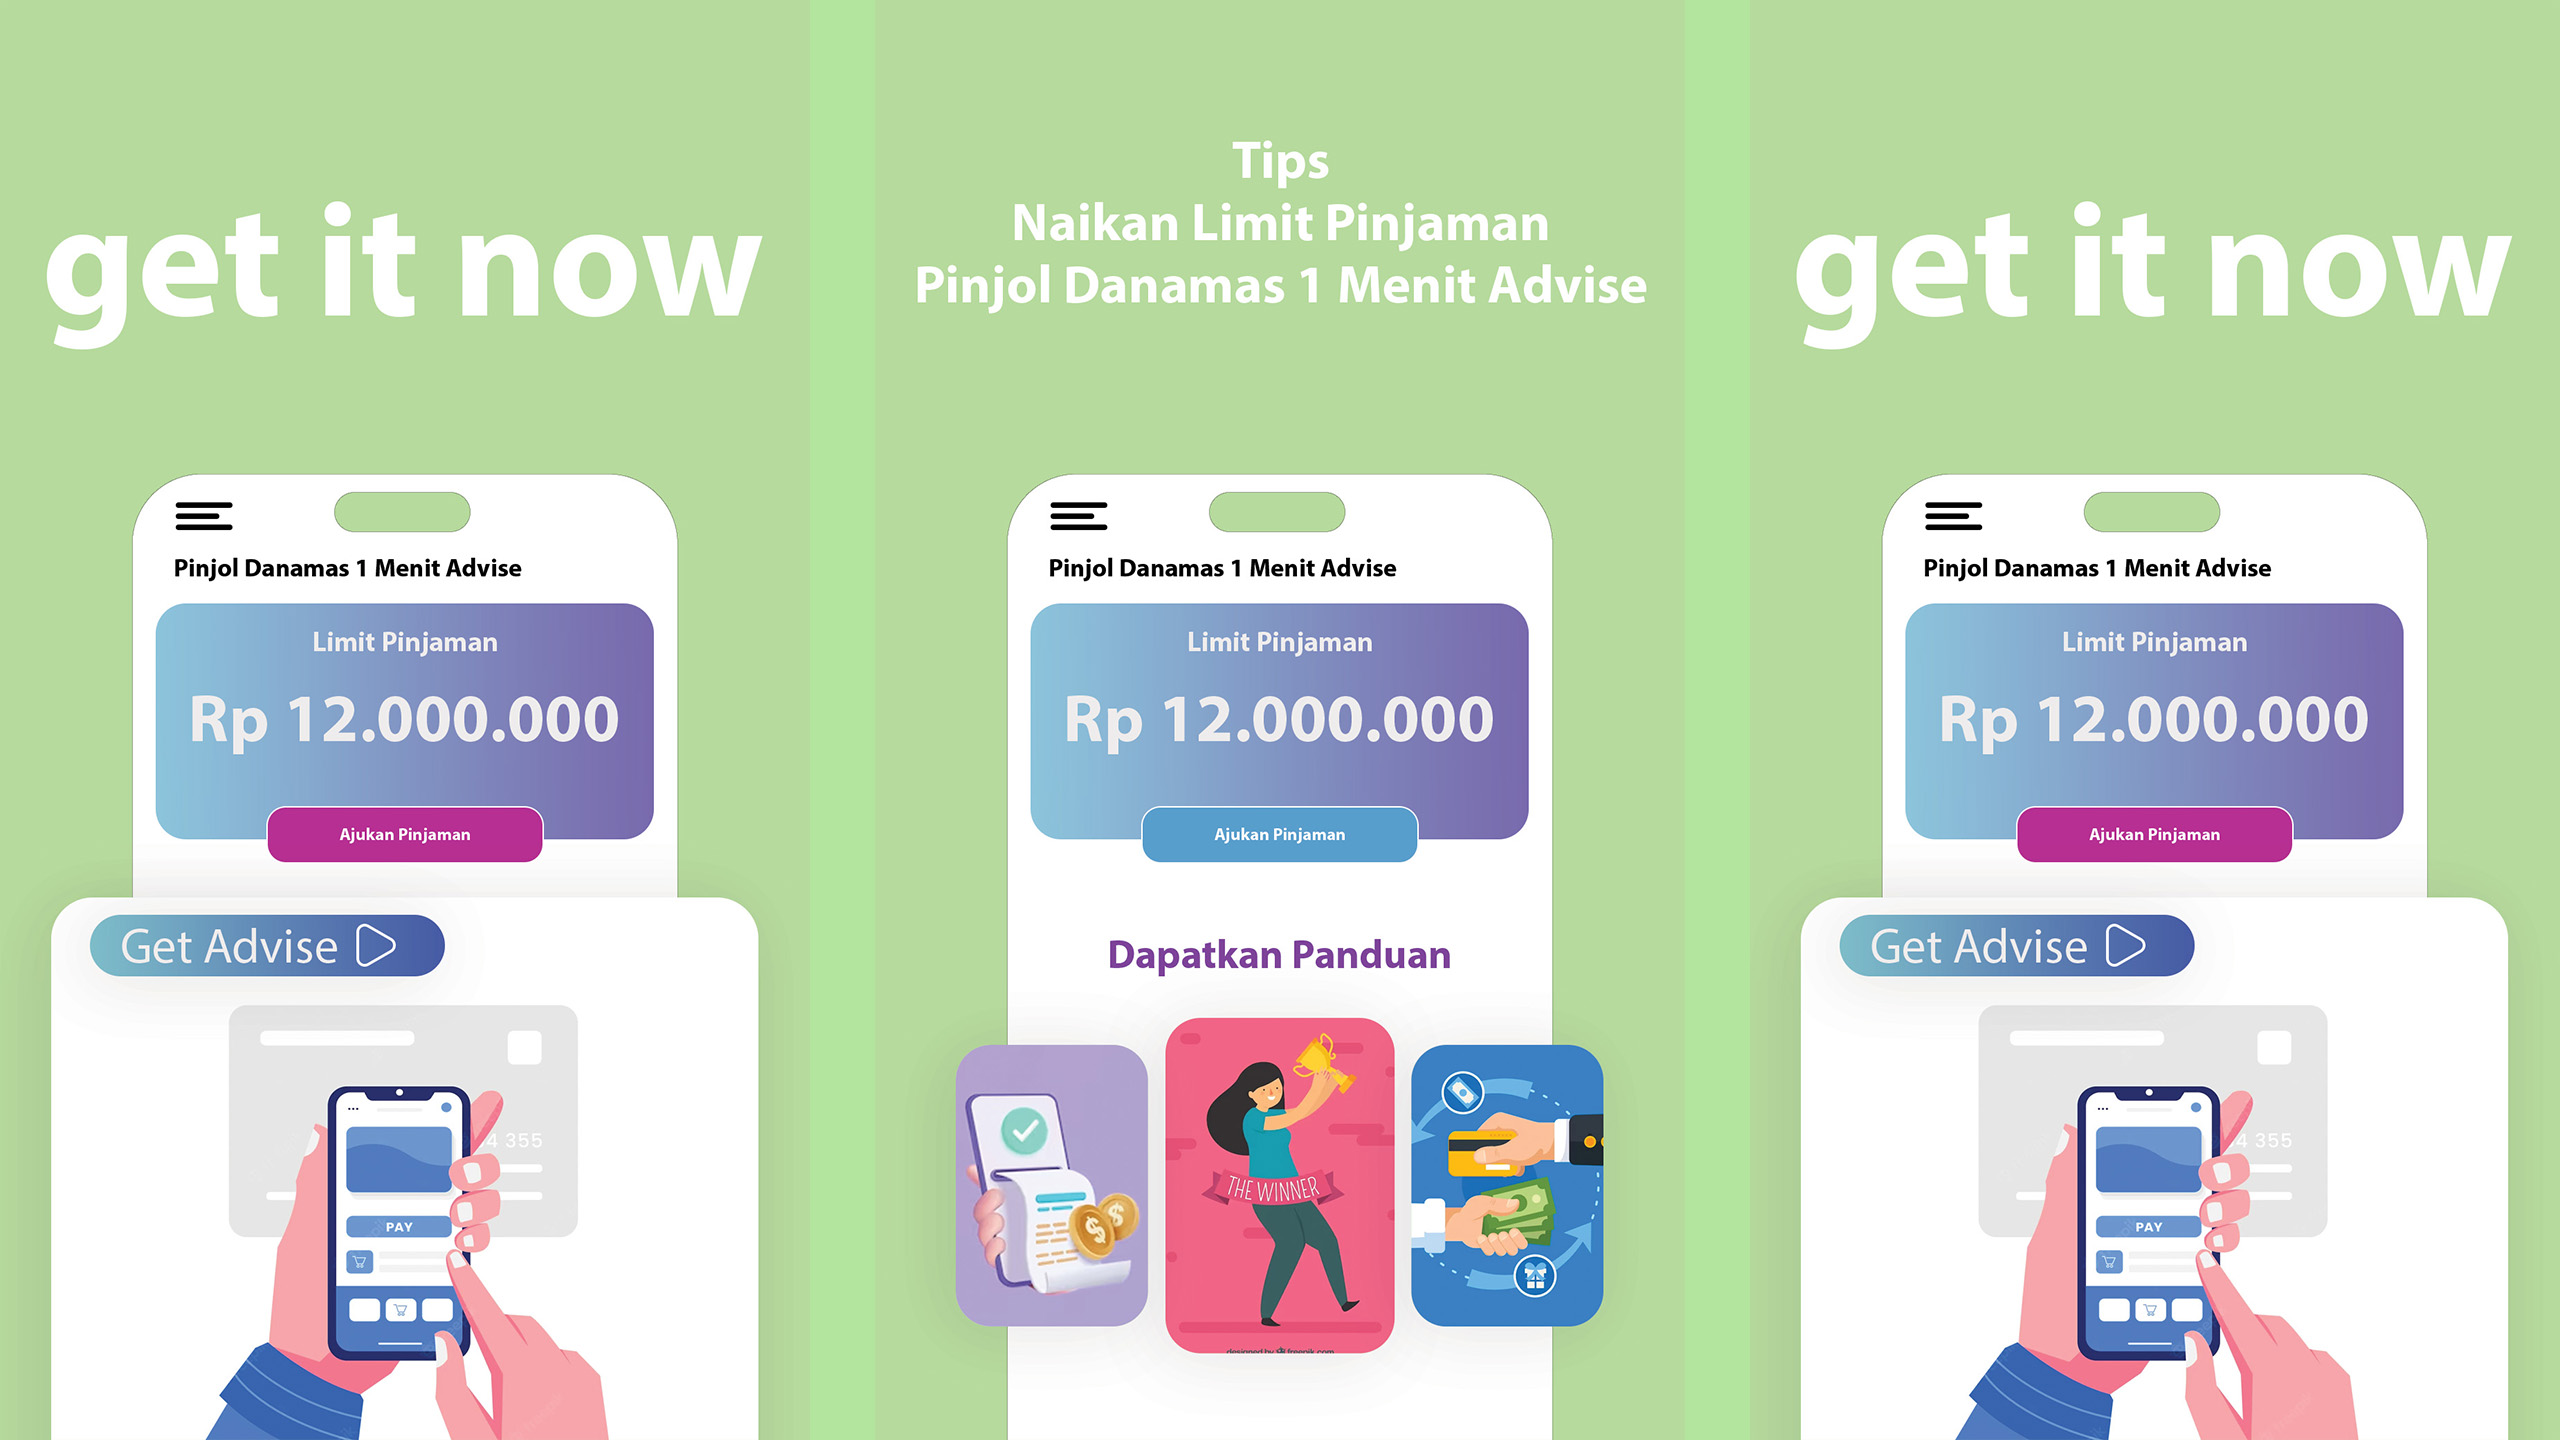 get it now
Pinjol Danamas 1 Menit Advise
Limit Pinjaman
Rp 12.000.000
Ajukan Pinjaman
Get Advise
4 355
PAY
Tips
Naikan Limit Pinjaman
Pinjol Danamas 1 Menit Advise
Pinjol Danamas 1 Menit Advise
Limit Pinjaman
Rp 12.000.000
Ajukan Pinjaman
Dapatkan Panduan
THE WINNER
designed by freepik.com
get it now
Pinjol Danamas 1 Menit Advise
Limit Pinjaman
Rp 12.000.000
Ajukan Pinjaman
Get Advise
4 355
PAY